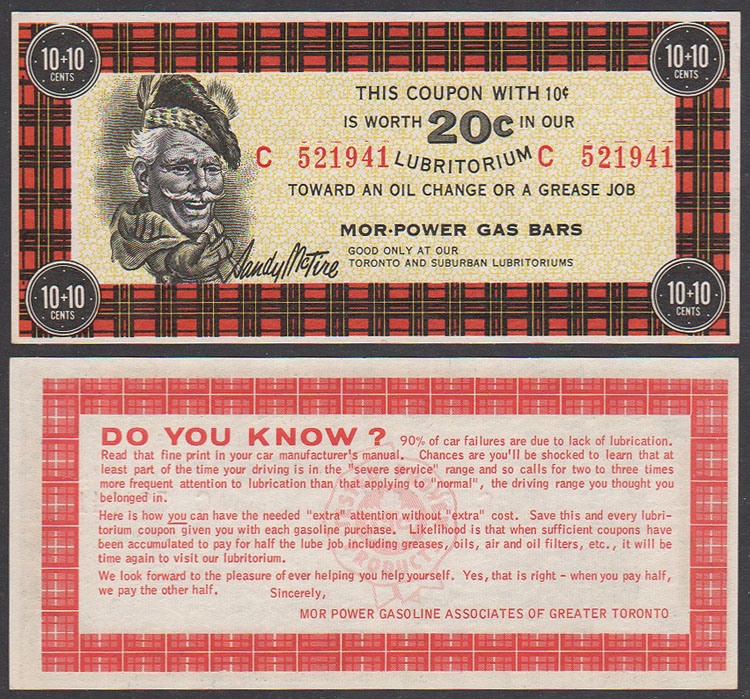 10+10
CENTS
10+10
CENTS
THIS COUPON WITH 10¢
IS WORTH 20c IN OUR
LUBRITORIUM
C 521941 C 521941
TOWARD AN OIL CHANGE OR A GREASE JOB
MOR-POWER GAS BARS
GOOD ONLY AT OUR
TORONTO AND SUBURBAN LUBRITORIUMS
Sandy McTire
10+10
CENTS
10+10
CENTS
DO YOU KNOW? 90% of car failures are due to lack of lubrication.
Read that fine print in your car manufacturer's manual. Chances are you'll be shocked to learn that at
least part of the time your driving is in the "severe service" range and so calls for two to three times
more frequent attention to lubrication than that applying to "normal", the driving range you thought you
belonged in.
Here is how you can have the needed "extra" attention without "extra" cost. Save this and every lubri-
torium coupon given you with each gasoline purchase. Likelihood is that when sufficient coupons have
been accumulated to pay for half the lube job including greases, oils, air and oil filters, etc., it will be
time again to visit our lubritorium.
We look forward to the pleasure of ever helping you help yourself. Yes, that is right - when you pay half,
we pay the other half. Sincerely,
MOR POWER GASOLINE ASSOCIATES OF GREATER TORONTO
PRODUCT